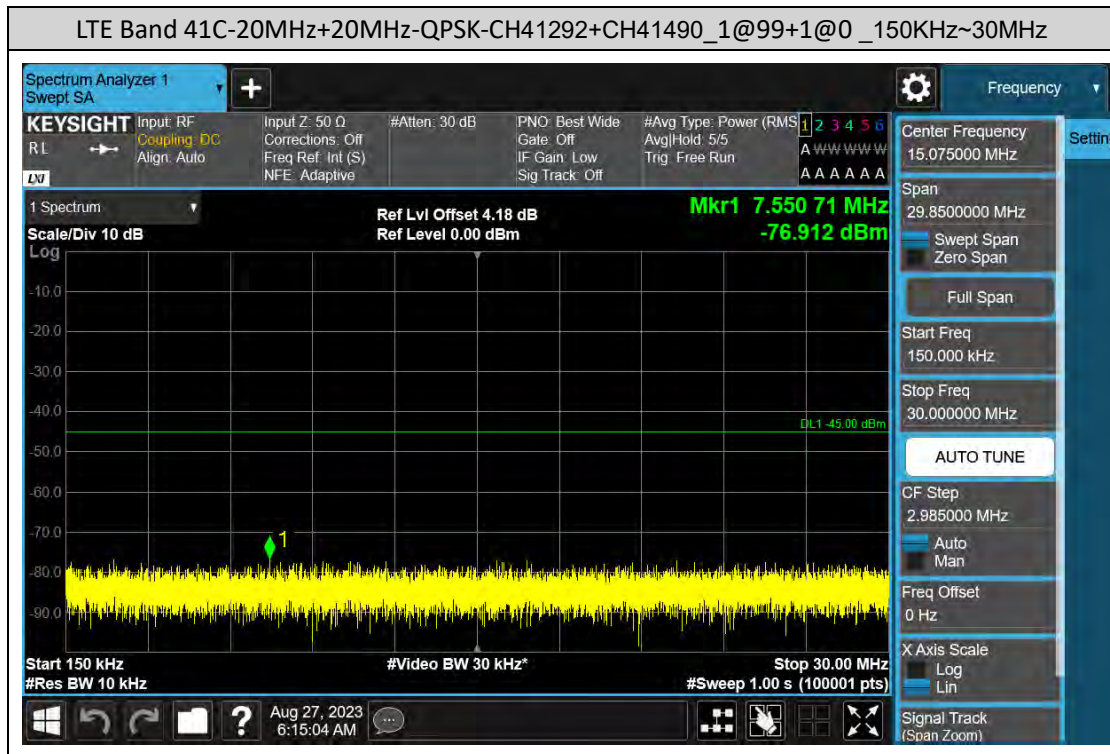 LTE Band 41C-20MHz+20MHz-QPSK-CH41292+CH41490_1@99+1@0 _150KHz~30MHz
Spectrum Analyzer 1
Swept SA
+
Frequency
KEYSIGHT
RL
LXI
Input: RF
Coupling: DC
Align: Auto
Input Z: 50 Ω
Corrections: Off
Freq Ref: Int (S)
NFE: Adaptive
#Atten: 30 dB
PNO: Best Wide
Gate: Off
IF Gain: Low
Sig Track: Off
#Avg Type: Power (RMS
Avg|Hold: 5/5
Trig: Free Run
1 2 3 4 5 6
A W W W W W
A A A A A A
1 Spectrum
Scale/Div 10 dB
Log
Ref Lvl Offset 4.18 dB
Ref Level 0.00 dBm
Mkr1 7.550 71 MHz
-76.912 dBm
-10.0
-20.0
-30.0
-40.0
DL1 -45.00 dBm
-50.0
-60.0
-70.0
1
-80.0
-90.0
Start 150 kHz
#Res BW 10 kHz
#Video BW 30 kHz*
Stop 30.00 MHz
#Sweep 1.00 s (100001 pts)
Center Frequency
15.075000 MHz
Settin
Span
29.8500000 MHz
Swept Span
Zero Span
Full Span
Start Freq
150.000 kHz
Stop Freq
30.000000 MHz
AUTO TUNE
CF Step
2.985000 MHz
Auto
Man
Freq Offset
0 Hz
X Axis Scale
Log
Lin
Signal Track
(Span Zoom)
?
Aug 27, 2023
6:15:04 AM